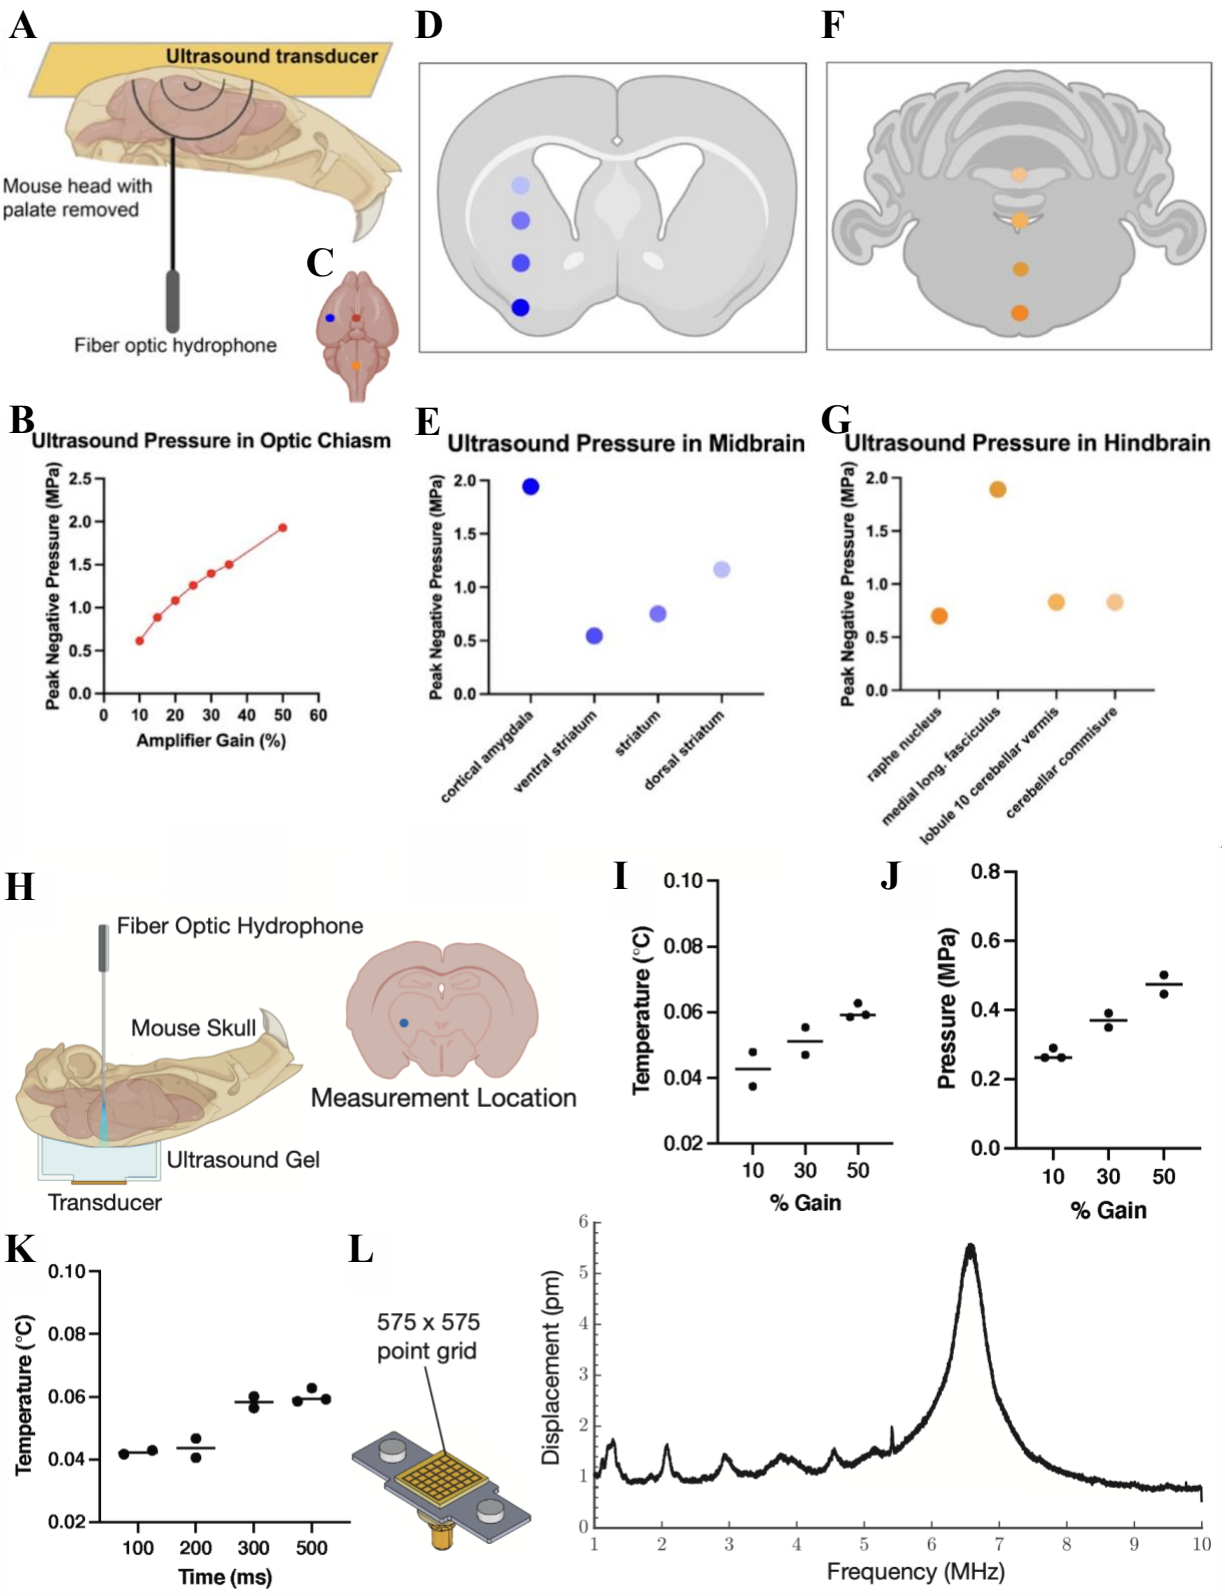 A
Ultrasound transducer
Mouse head with
palate removed
Fiber optic hydrophone
C
D
F
B
Ultrasound Pressure in Optic Chiasm
Peak Negative Pressure (MPa)
2.5
2.0
1.5
1.0
0.5
0.0
0 10 20 30 40 50 60
Amplifier Gain (%)
E
Ultrasound Pressure in Midbrain
Peak Negative Pressure (MPa)
2.0
1.5
1.0
0.5
0.0
cortical amygdala
ventral striatum
striatum
dorsal striatum
G
Ultrasound Pressure in Hindbrain
Peak Negative Pressure (MPa)
2.0
1.5
1.0
0.5
0.0
raphe nucleus
medial long. fasciculus
lobule 10 cerebellar vermis
cerebellar commisure
H
Fiber Optic Hydrophone
Mouse Skull
Measurement Location
Ultrasound Gel
Transducer
I
Temperature (°C)
0.10
0.08
0.06
0.04
0.02
10 30 50
% Gain
J
Pressure (MPa)
0.8
0.6
0.4
0.2
0.0
10 30 50
% Gain
K
Temperature (°C)
0.10
0.08
0.06
0.04
0.02
100 200 300 500
Time (ms)
L
575 x 575
point grid
Displacement (pm)
6
5
4
3
2
1
0
1 2 3 4 5 6 7 8 9 10
Frequency (MHz)